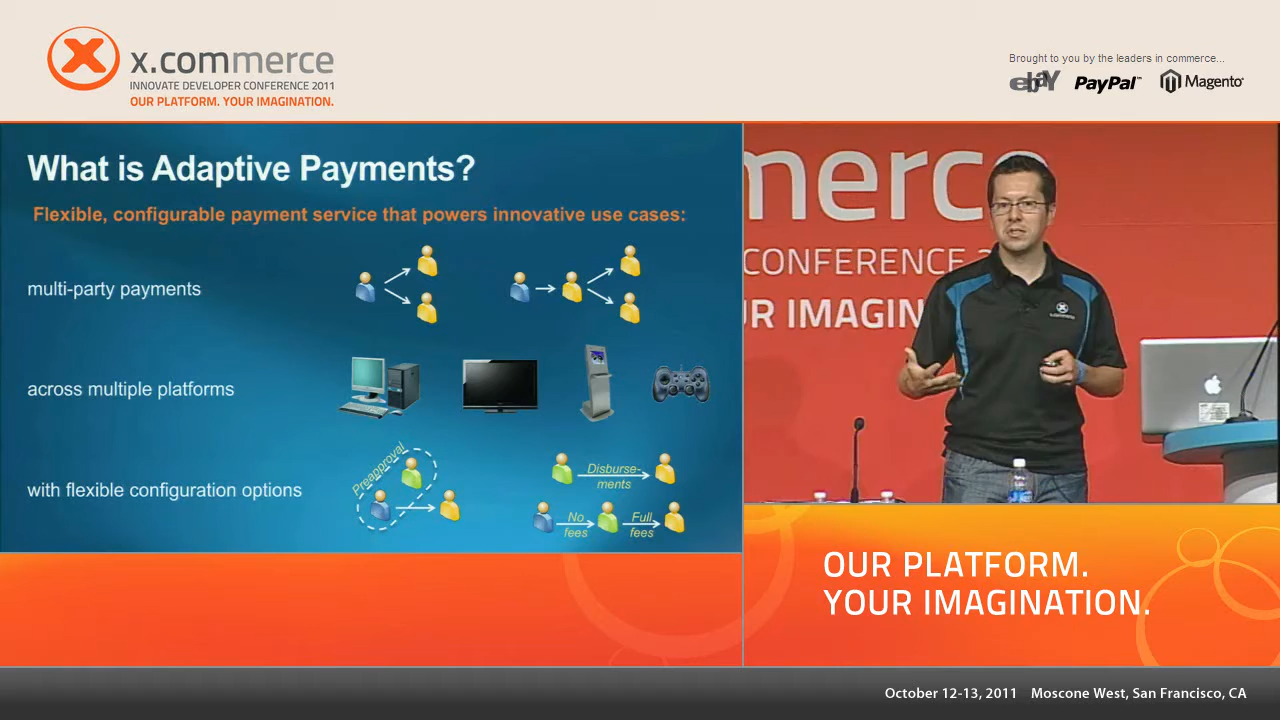 x.commerce
INNOVATE DEVELOPER CONFERENCE 2011
OUR PLATFORM. YOUR IMAGINATION.
Brought to you by the leaders in commerce...
ebaY PayPal™ Magento®
What is Adaptive Payments?
Flexible, configurable payment service that powers innovative use cases:
multi-party payments
across multiple platforms
with flexible configuration options
Preapproval
Disburse-
ments
No
fees
Full
fees
merce
CONFERENCE 2
UR IMAGIN
x.commerce
OUR PLATFORM.
YOUR IMAGINATION.
October 12-13, 2011 Moscone West, San Francisco, CA